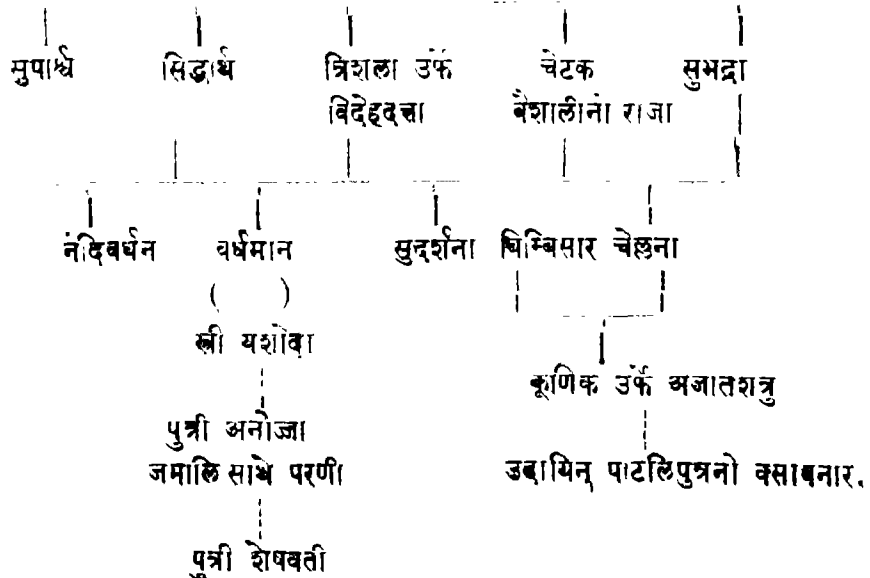 सुपार्श्व सिद्धार्थ त्रिशला उर्फे चेटक सुभद्रा
विदेहदत्ता वैशालीनो राजा
नंदिवर्धन वर्धमान सुदर्शना बिम्बिसार चेल्लना
( )
स्त्री यशोदा
कूणिक उर्फे अजातशत्रु
पुत्री अनोज्जा
जमालि साथे परणी उदायिन् पाटलिपुत्रनो वसावनार.
पुत्री शेषवती